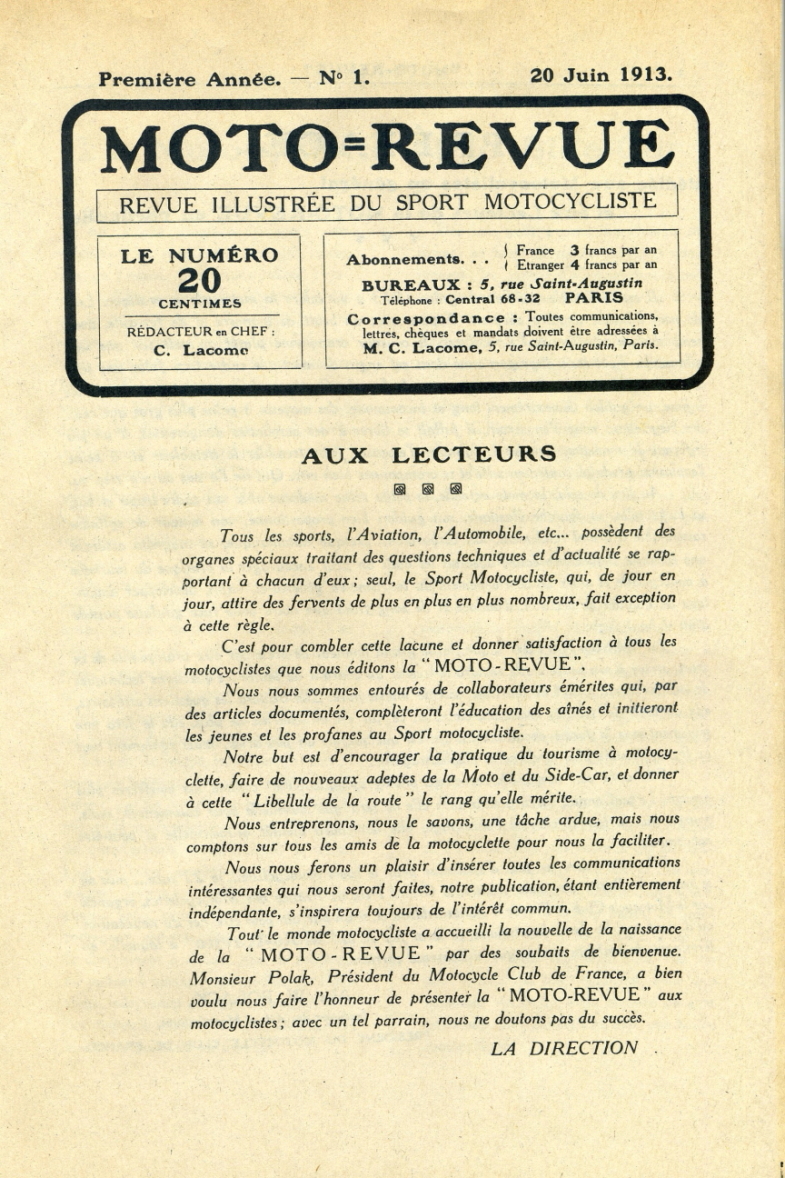 Première Année. — Nº 1.
20 Juin 1913.
MOTO=REVUE
REVUE ILLUSTRÉE DU SPORT MOTOCYCLISTE
LE NUMÉRO
20
CENTIMES
RÉDACTEUR en CHEF :
C. Lacome
Abonnements. . . { France 3 francs par an
Etranger 4 francs par an
BUREAUX : 5, rue Saint-Augustin
Téléphone : Central 68-32 PARIS
Correspondance : Toutes communications,
lettres, chèques et mandats doivent être adressées à
M. C. Lacome, 5, rue Saint-Augustin, Paris.
AUX LECTEURS
Tous les sports, l'Aviation, l'Automobile, etc... possèdent des
organes spéciaux traitant des questions techniques et d'actualité se rap-
portant à chacun d'eux ; seul, le Sport Motocycliste, qui, de jour en
jour, attire des fervents de plus en plus en plus nombreux, fait exception
à cette règle.
C'est pour combler cette lacune et donner satisfaction à tous les
motocyclistes que nous éditons la “ MOTO-REVUE ”.
Nous nous sommes entourés de collaborateurs émérites qui, par
des articles documentés, complèteront l'éducation des aînés et initieront
les jeunes et les profanes au Sport motocycliste.
Notre but est d'encourager la pratique du tourisme à motocy-
clette, faire de nouveaux adeptes de la Moto et du Side-Car, et donner
à cette “ Libellule de la route ” le rang qu'elle mérite.
Nous entreprenons, nous le savons, une tâche ardue, mais nous
comptons sur tous les amis de la motocyclette pour nous la faciliter.
Nous nous ferons un plaisir d'insérer toutes les communications
intéressantes qui nous seront faites, notre publication, étant entièrement
indépendante, s'inspirera toujours de l'intérêt commun.
Tout le monde motocycliste a accueilli la nouvelle de la naissance
de la “ MOTO-REVUE ” par des souhaits de bienvenue.
Monsieur Polak, Président du Motocycle Club de France, a bien
voulu nous faire l'honneur de présenter la “ MOTO-REVUE ” aux
motocyclistes ; avec un tel parrain, nous ne doutons pas du succès.
LA DIRECTION .